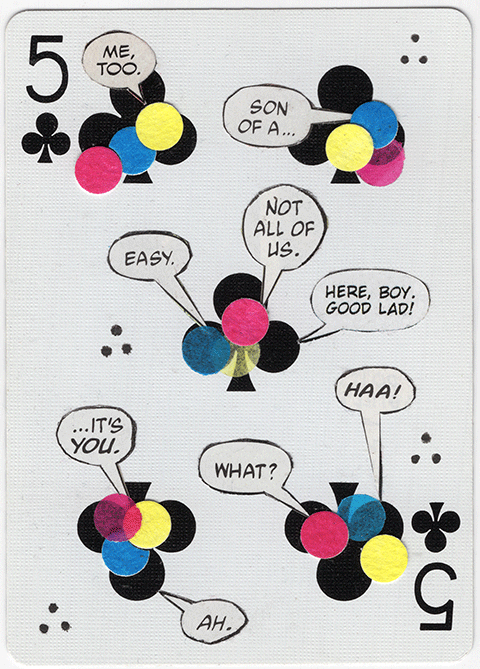 5
ME,
TOO.
SON
OF A...
NOT
ALL OF
US.
EASY.
HERE, BOY.
GOOD LAD!
HAA!
...IT'S
YOU.
WHAT?
AH.
5